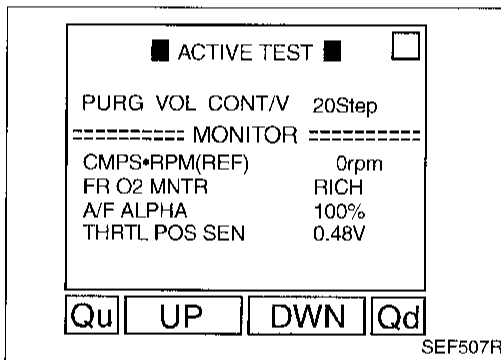 ■ ACTIVE TEST ■
PURG VOL CONT/V 20Step
========== MONITOR ==========
CMPS•RPM(REF) 0rpm
FR O2 MNTR RICH
A/F ALPHA 100%
THRTL POS SEN 0.48V
Qu UP DWN Qd
SEF507R